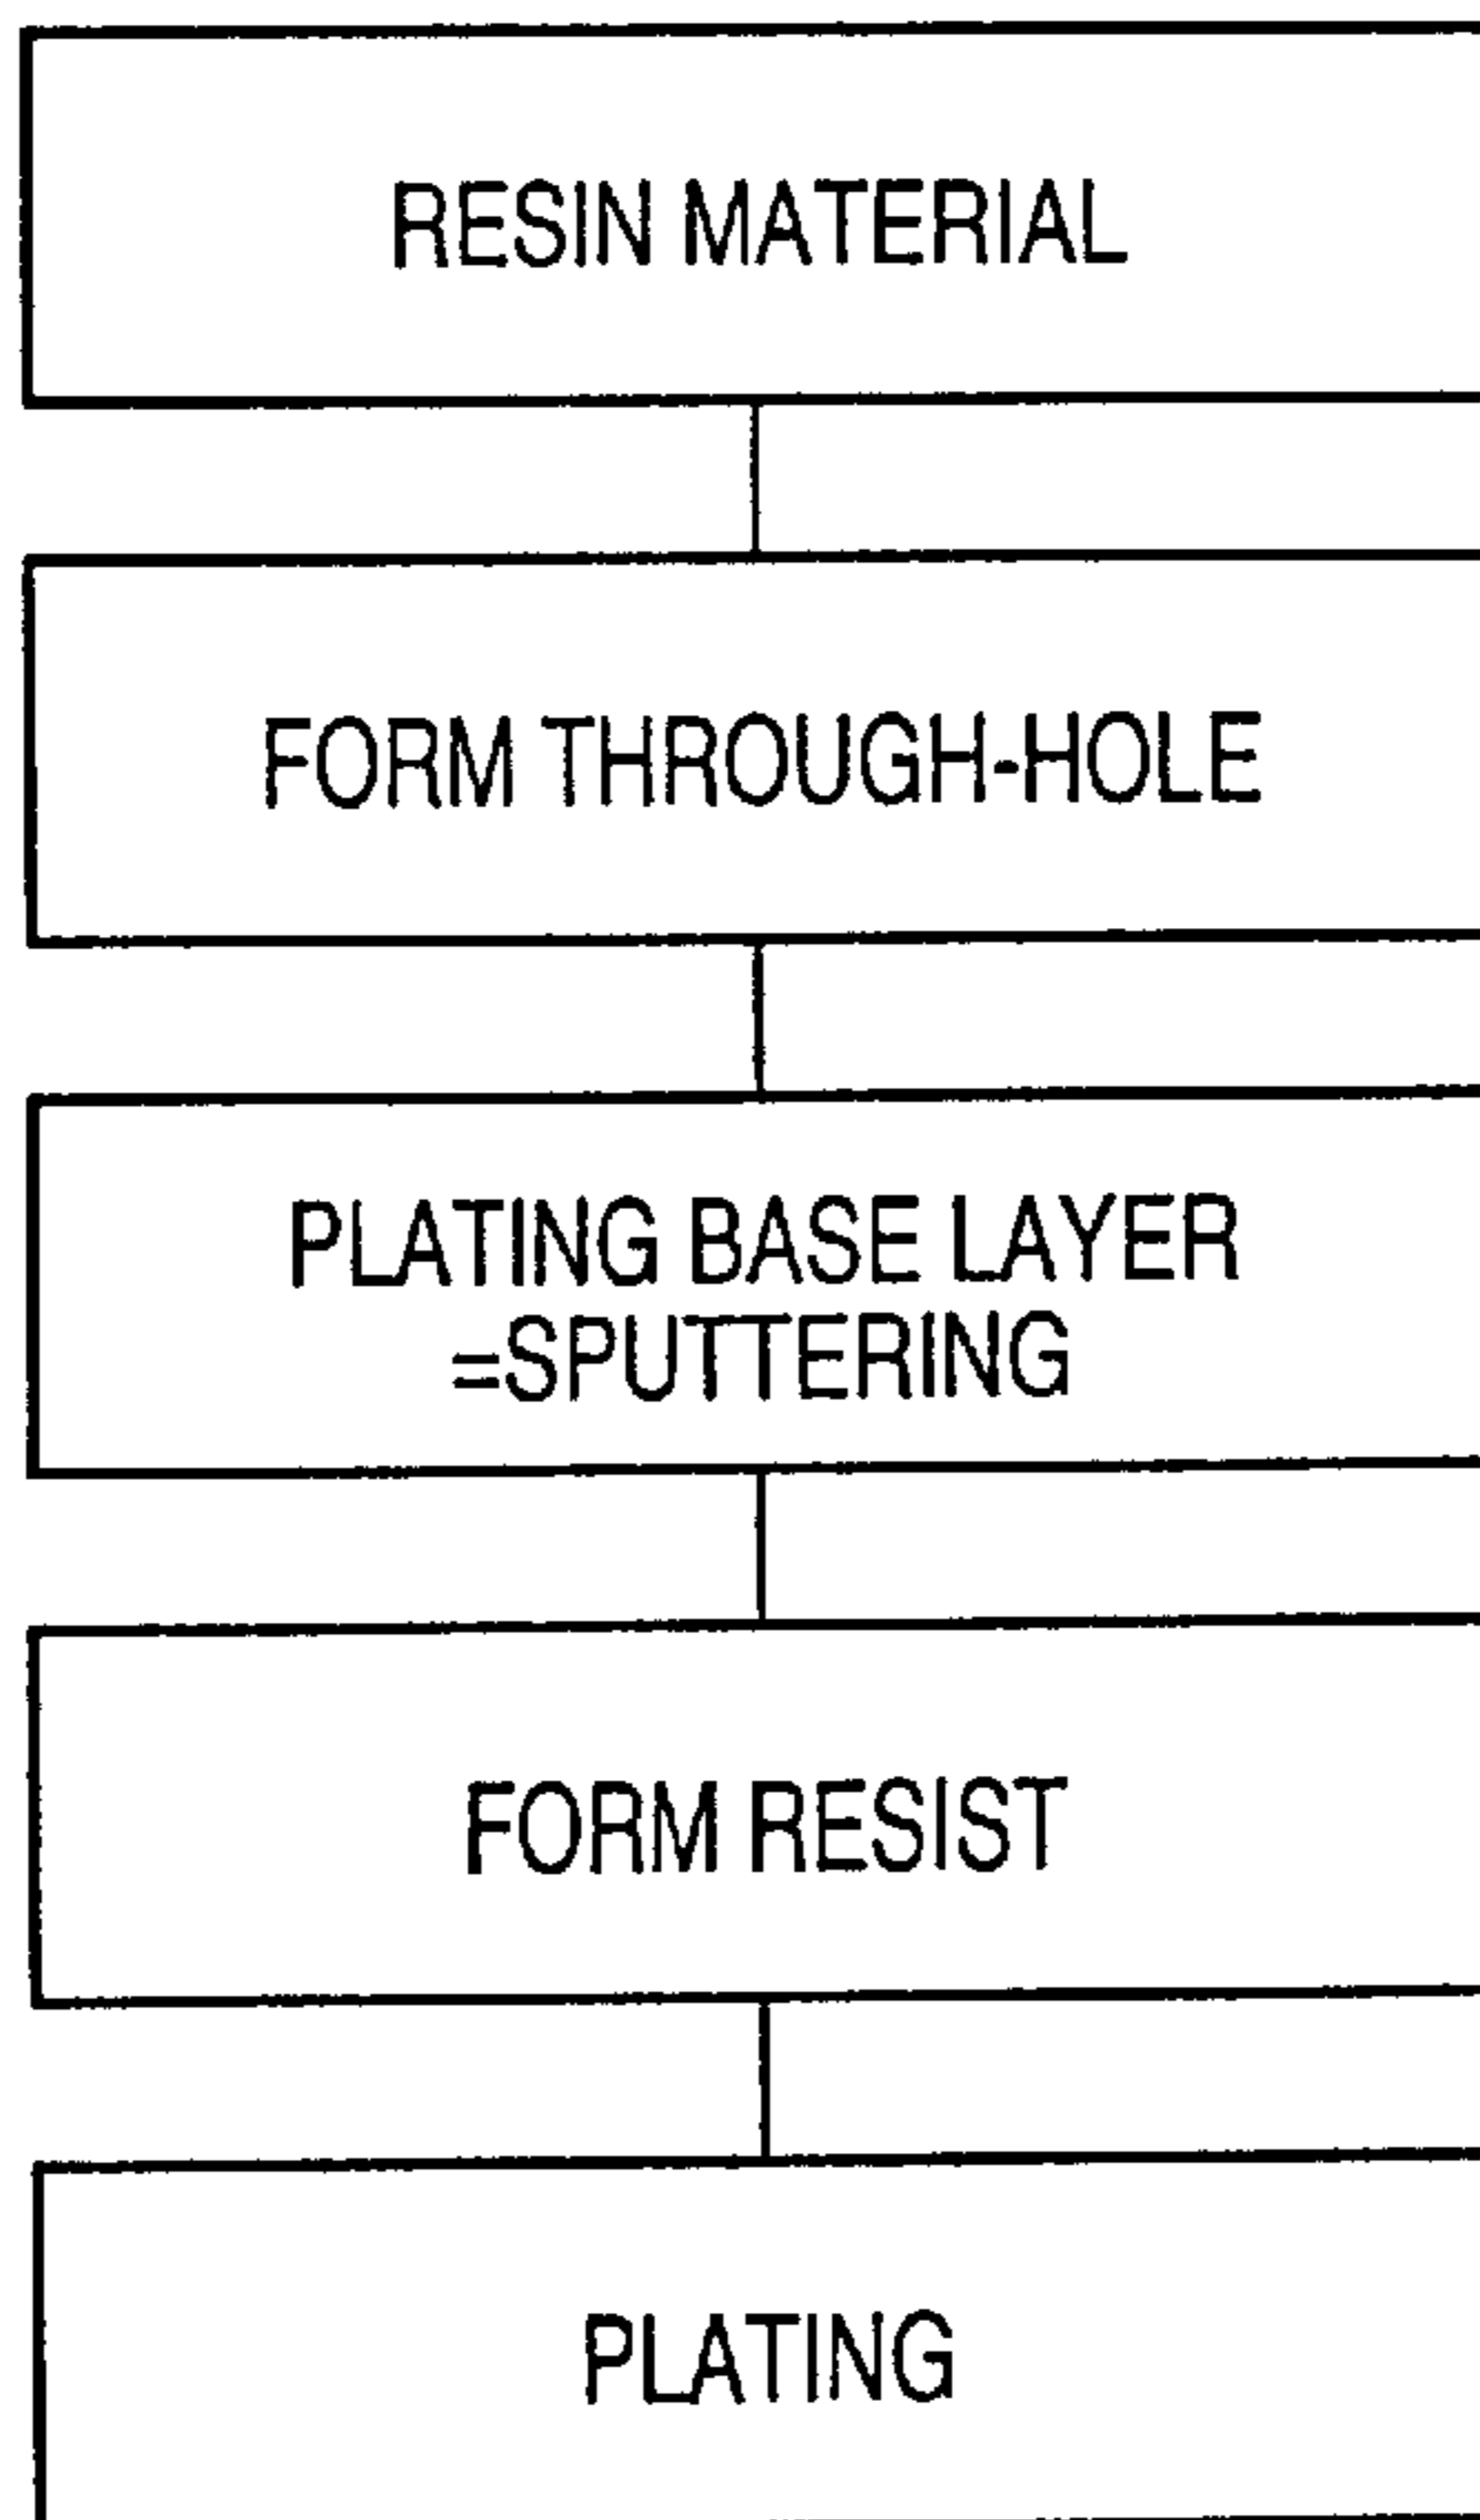 RESIN MATERIAL
FORM THROUGH-HOLE
PLATING BASE LAYER
=SPUTTERING
FORM RESIST
PLATING